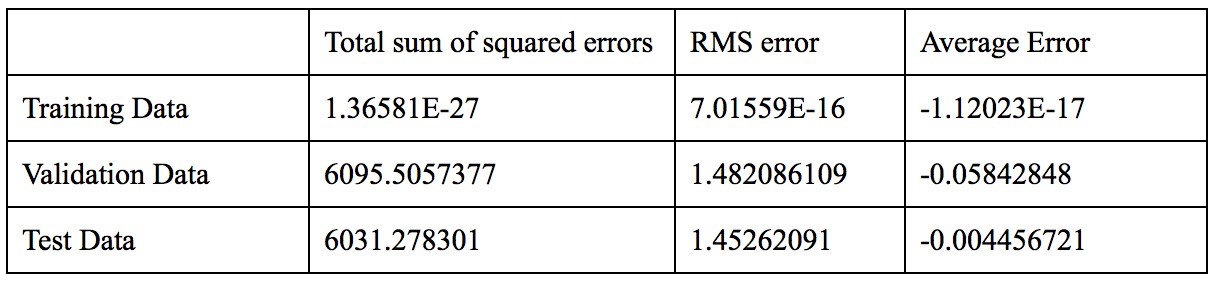 Total sum of squared errors RMS error Average Error
Training Data 1.36581E-27 7.01559E-16 -1.12023E-17
Validation Data 6095.5057377 1.482086109 -0.05842848
Test Data 6031.278301 1.45262091 -0.004456721